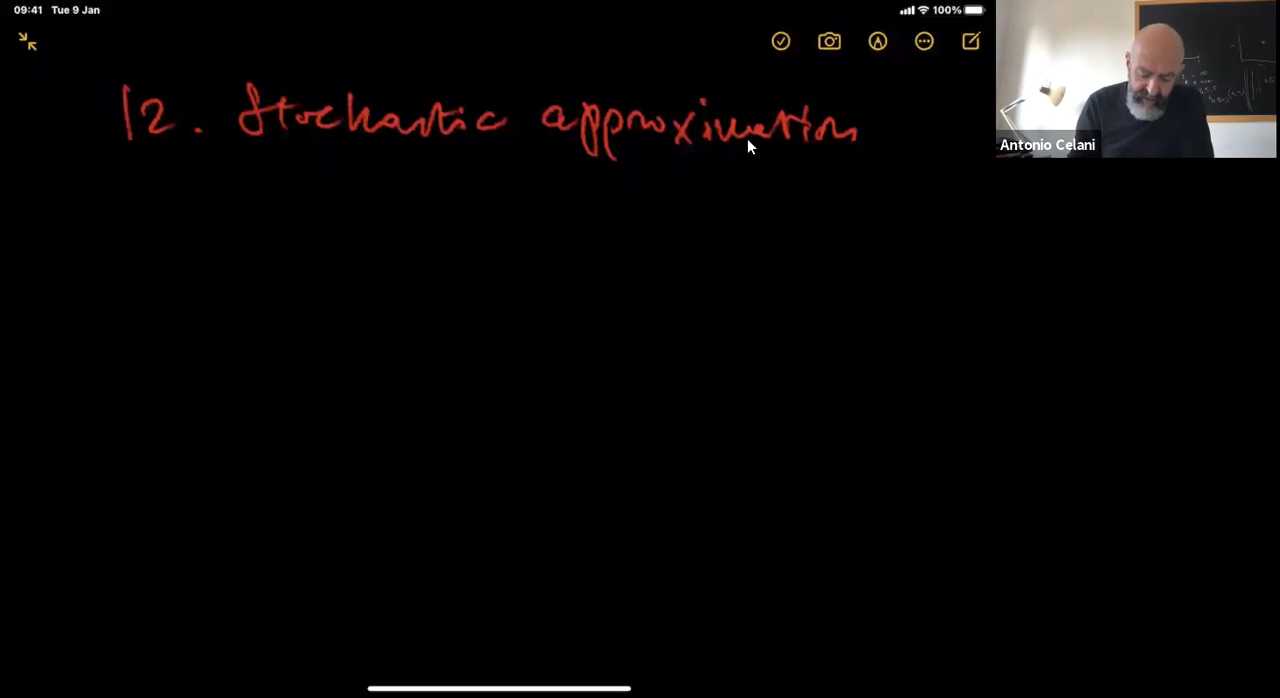 09:41 Tue 9 Jan 100%
12. Stochastic approximation
Antonio Celani